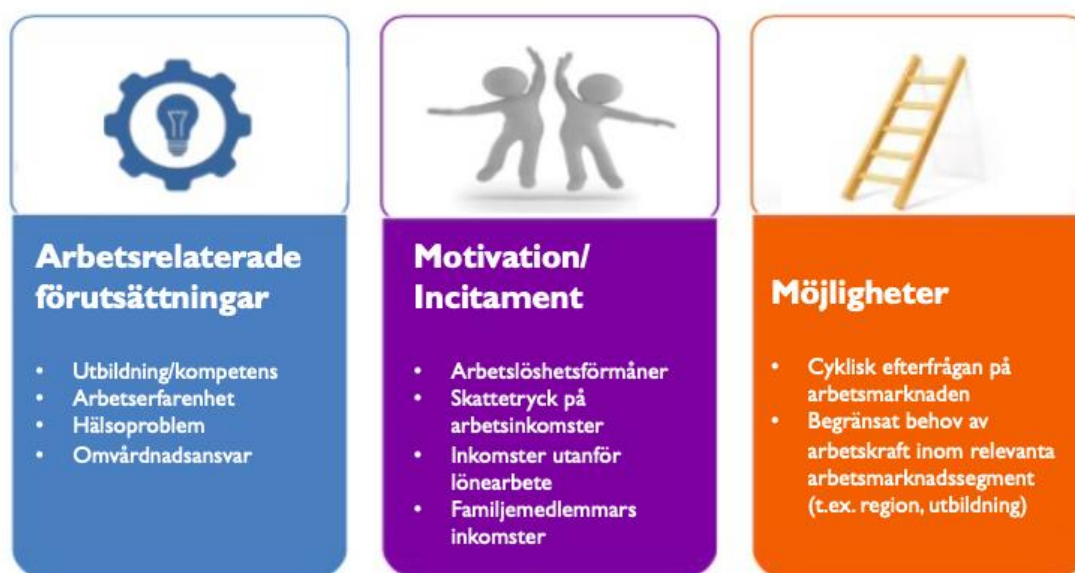 Arbetsrelaterade
förutsättningar
• Utbildning/kompetens
• Arbetserfarenhet
• Hälsoproblem
• Omvårdnadsansvar
Motivation/
Incitament
• Arbetslöshetsförmåner
• Skattetryck på
arbetsinkomster
• Inkomster utanför
lönearbete
• Familjemedlemmars
inkomster
Möjligheter
• Cyklisk efterfrågan på
arbetsmarknaden
• Begränsat behov av
arbetskraft inom relevanta
arbetsmarknadssegment
(t.ex. region, utbildning)